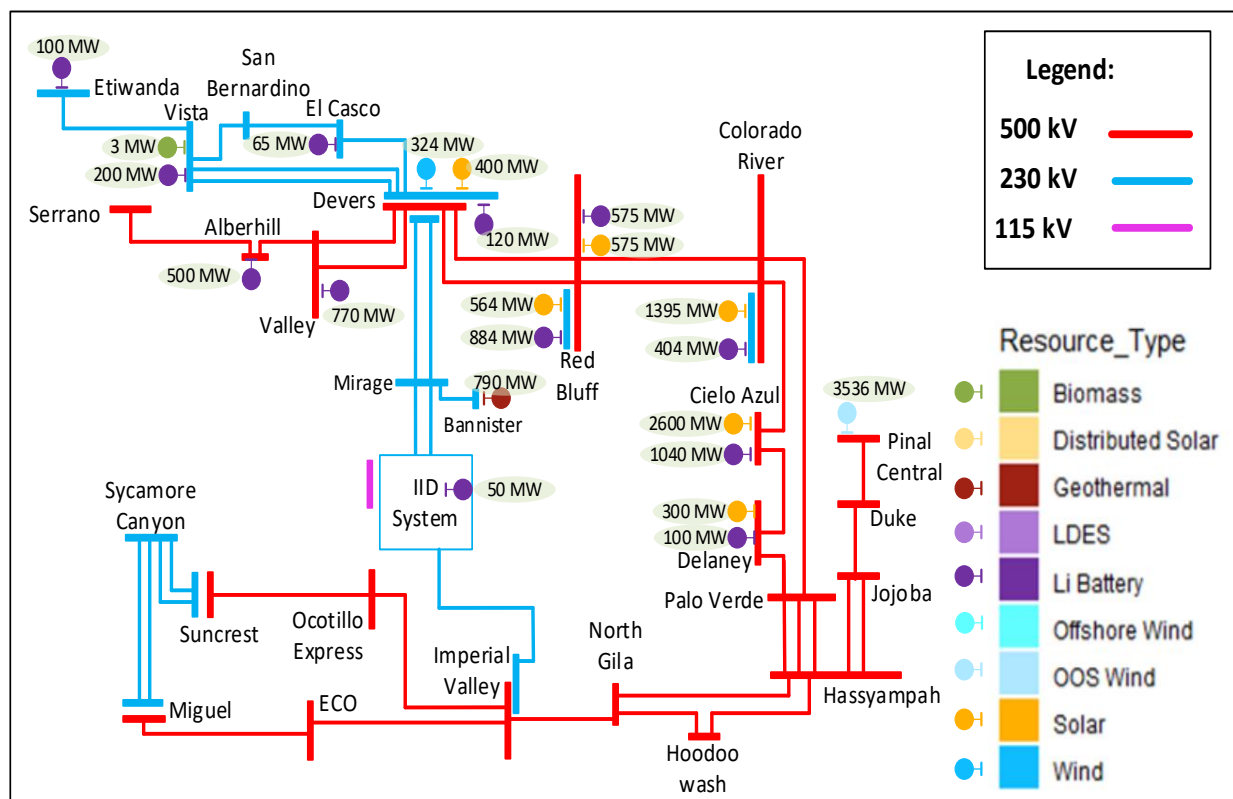 100 MW
Etiwanda
San
Bernardino
Vista
El Casco
3 MW
65 MW
200 MW
324 MW
400 MW
Colorado
River
Devers
Serrano
Alberhill
120 MW
575 MW
575 MW
500 MW
Valley
770 MW
564 MW
884 MW
Red
Bluff
1395 MW
404 MW
Mirage
790 MW
Bannister
Cielo Azul
2600 MW
1040 MW
3536 MW
Pinal
Central
IID
System
50 MW
Sycamore
Canyon
300 MW
100 MW
Delaney
Duke
Palo Verde
Jojoba
Suncrest
Ocotillo
Express
Imperial
Valley
North
Gila
Hassyampah
Miguel
ECO
Hoodoo
wash
Legend:
500 kV
230 kV
115 kV
Resource_Type
Biomass
Distributed Solar
Geothermal
LDES
Li Battery
Offshore Wind
OOS Wind
Solar
Wind